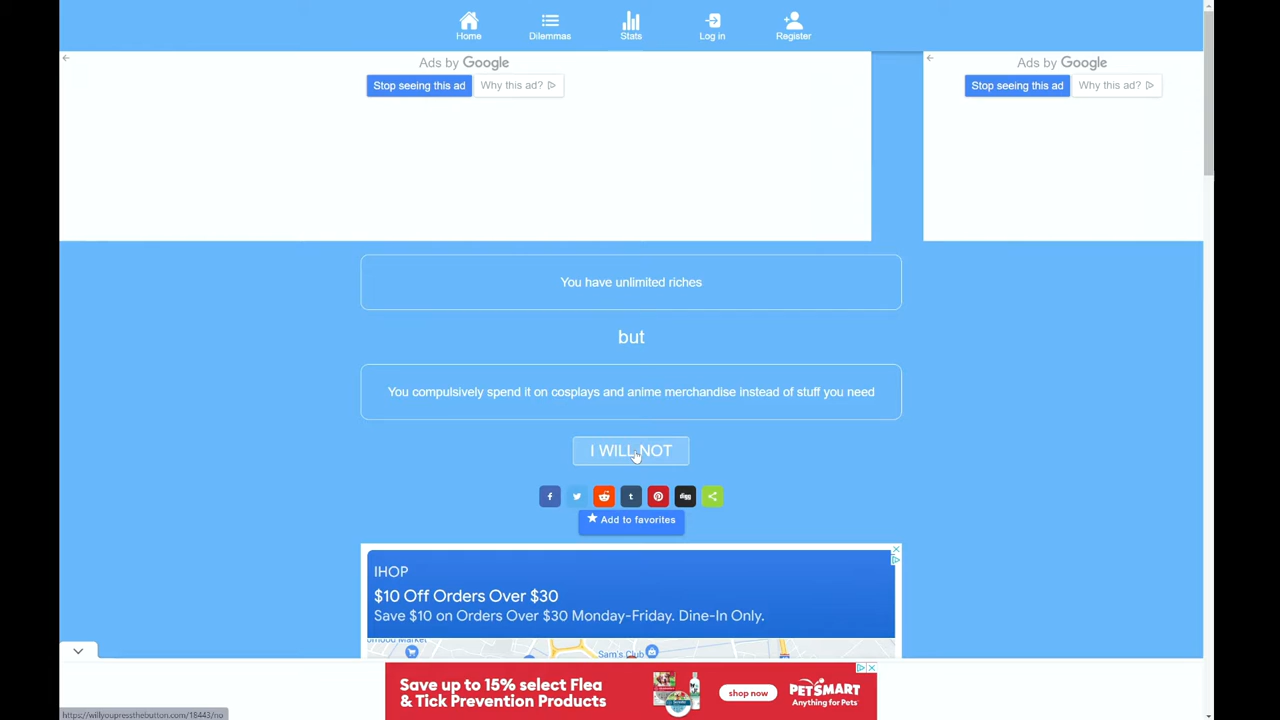 Home
Dilemmas
Stats
Log in
Register
Ads by Google
Stop seeing this ad
Why this ad?
Ads by Google
Stop seeing this ad
Why this ad?
You have unlimited riches
but
You compulsively spend it on cosplays and anime merchandise instead of stuff you need
I WILL NOT
f
t
digg
Add to favorites
IHOP
$10 Off Orders Over $30
Save $10 on Orders Over $30 Monday-Friday. Dine-In Only.
Sam's Club
Save up to 15% select Flea
& Tick Prevention Products
shop now
PETSMART
Anything for Pets
https://willyoupressthebutton.com/18443/no